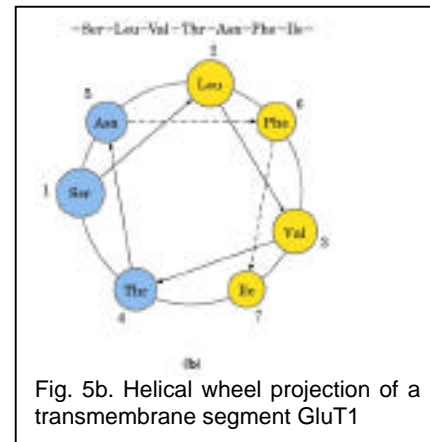 –Ser–Leu–Val–Thr–Asn–Phe–Ile–
2
Leu
5
Asn
6
Phe
1
Ser
Val
3
Thr
4
Ile
7
(b)
Fig. 5b. Helical wheel projection of a
transmembrane segment GluT1